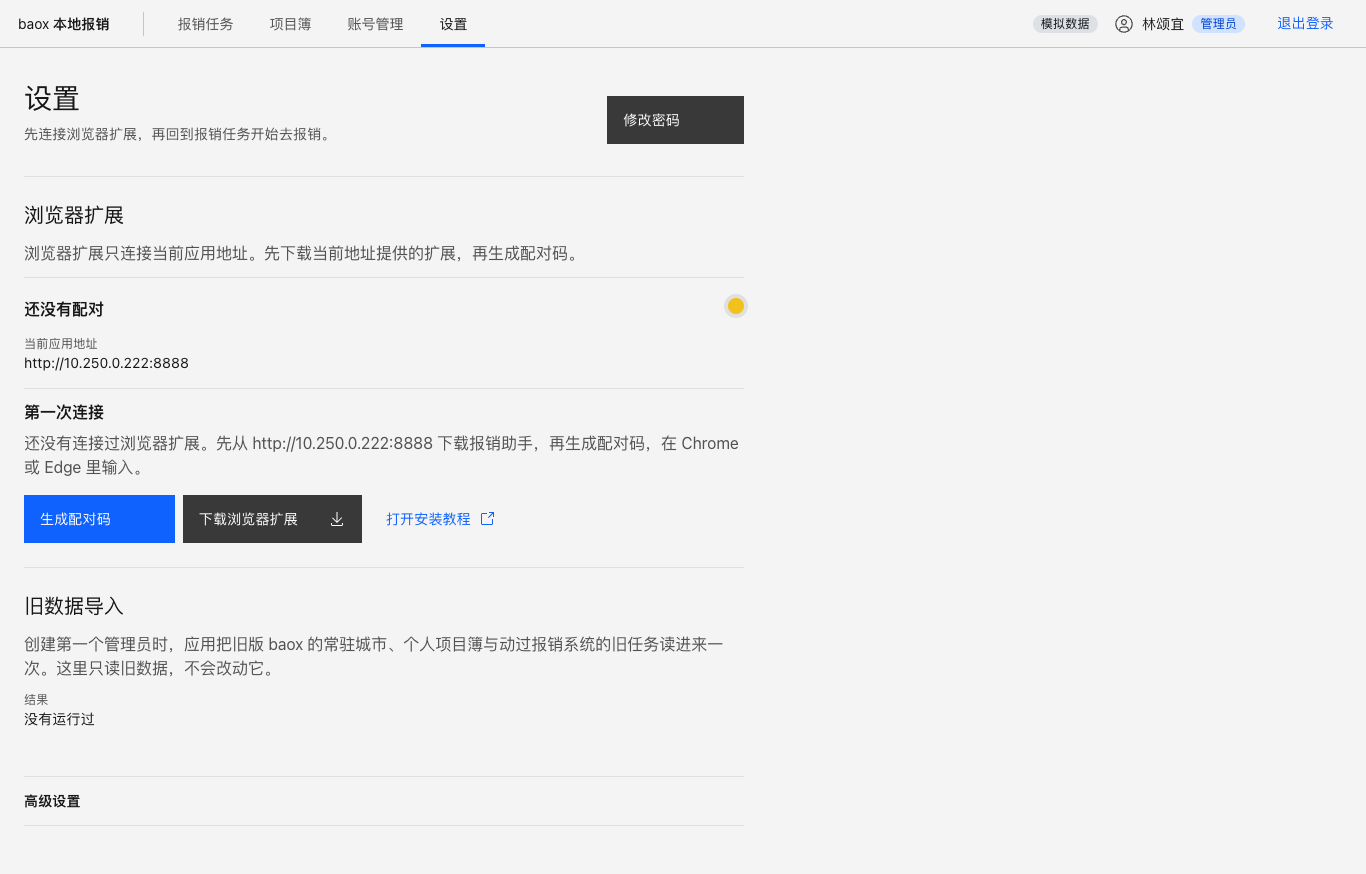 baox 本地报销
报销任务
项目簿
账号管理
设置
模拟数据
林颂宜
管理员
退出登录
设置
先连接浏览器扩展，再回到报销任务开始去报销。
修改密码
浏览器扩展
浏览器扩展只连接当前应用地址。先下载当前地址提供的扩展，再生成配对码。
还没有配对
当前应用地址
http://10.250.0.222:8888
第一次连接
还没有连接过浏览器扩展。先从 http://10.250.0.222:8888 下载报销助手，再生成配对码，在 Chrome
或 Edge 里输入。
生成配对码
下载浏览器扩展
打开安装教程
旧数据导入
创建第一个管理员时，应用把旧版 baox 的常驻城市、个人项目簿与动过报销系统的旧任务读进来一
次。这里只读旧数据，不会改动它。
结果
没有运行过
高级设置